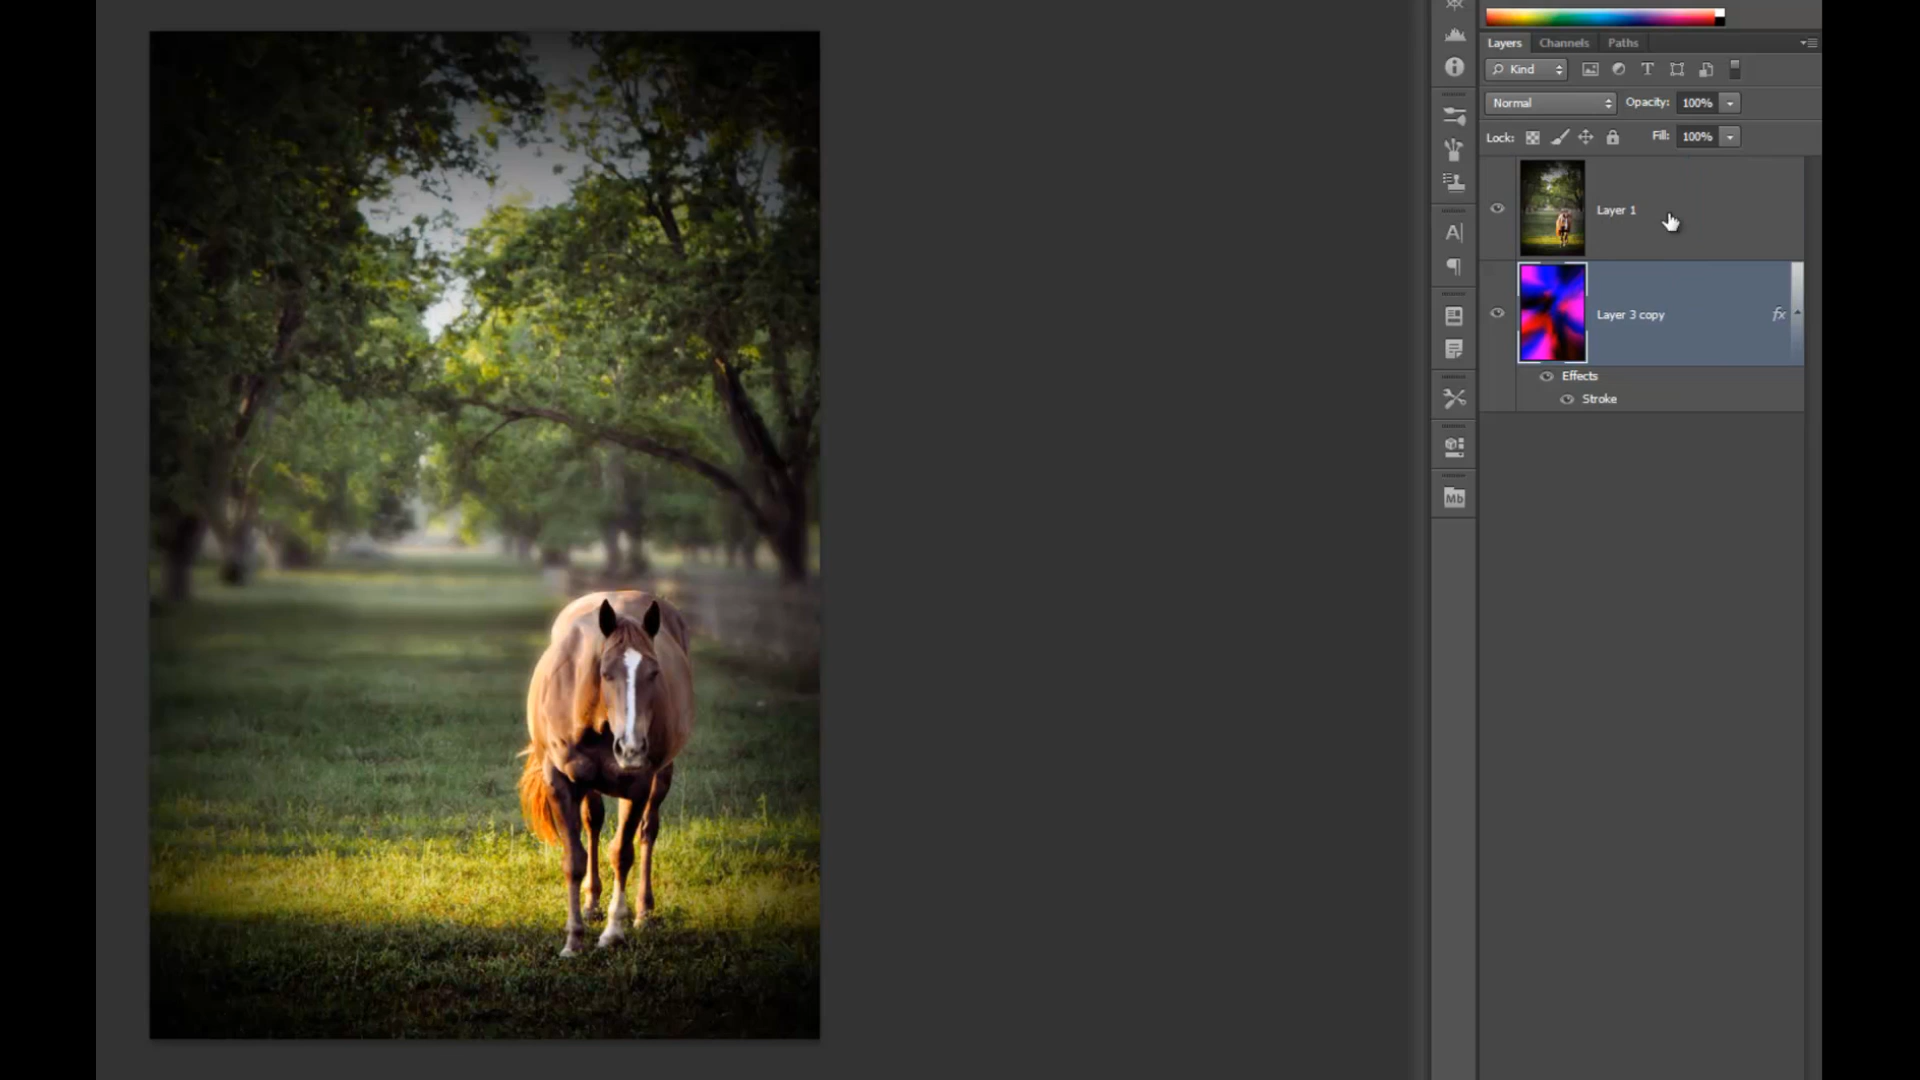 Layers Channels Paths
Kind T
Normal Opacity: 100%
Lock: Fill: 100%
A
Layer 1
Layer 3 copy fx
Effects
Stroke
Mb